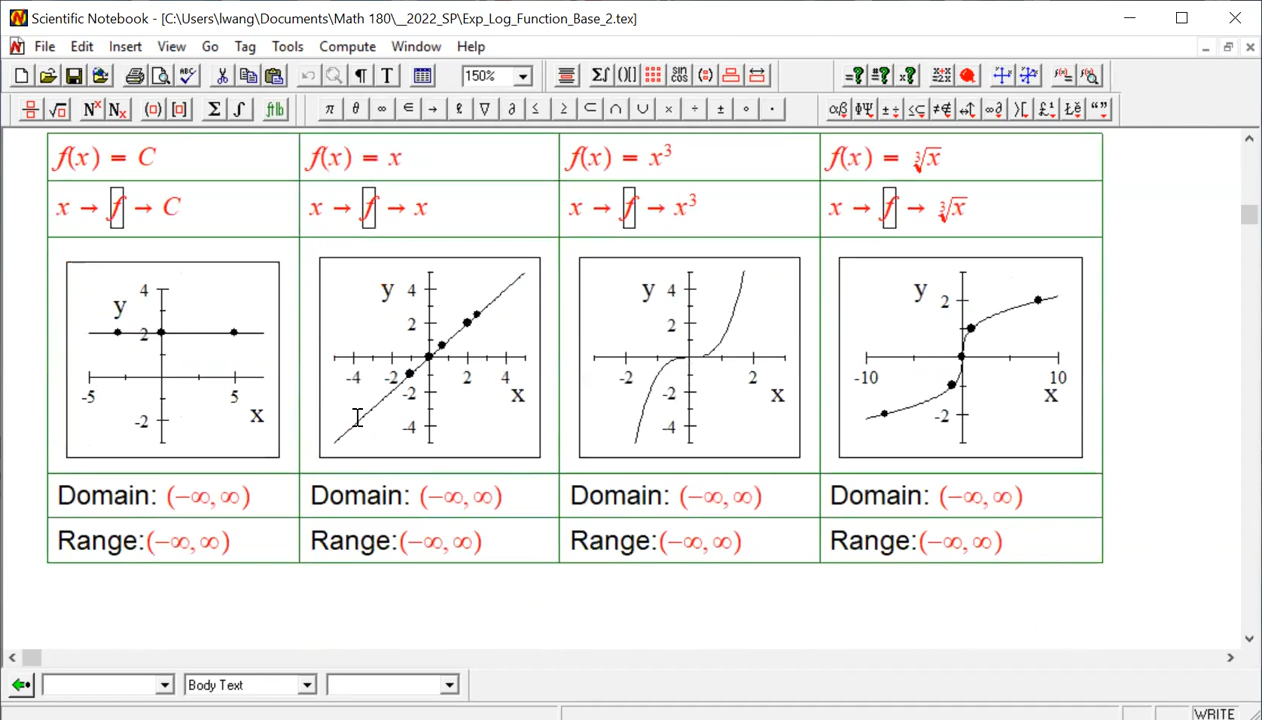 Scientific Notebook - [C:\Users\lwang\Documents\Math 180\__2022_SP\Exp_Log_Function_Base_2.tex]
File Edit Insert View Go Tag Tools Compute Window Help
150%
π θ ∞ ∈ → ℓ ∇ ∂ ≤ ≥ ⊂ ∩ ∪ × ÷ ± ∘ ·
f(x) = C f(x) = x f(x) = x³ f(x) = ∛x
x → f → C x → f → x x → f → x³ x → f → ∛x
y 4 2 -5 5 -2 x
y 4 2 -4 -2 2 4 -2 -4 x
y 4 2 -2 2 -2 -4 x
y 2 -10 10 -2 x
Domain: (−∞, ∞) Domain: (−∞, ∞) Domain: (−∞, ∞) Domain: (−∞, ∞)
Range:(−∞, ∞) Range:(−∞, ∞) Range:(−∞, ∞) Range:(−∞, ∞)
Body Text
WRITE